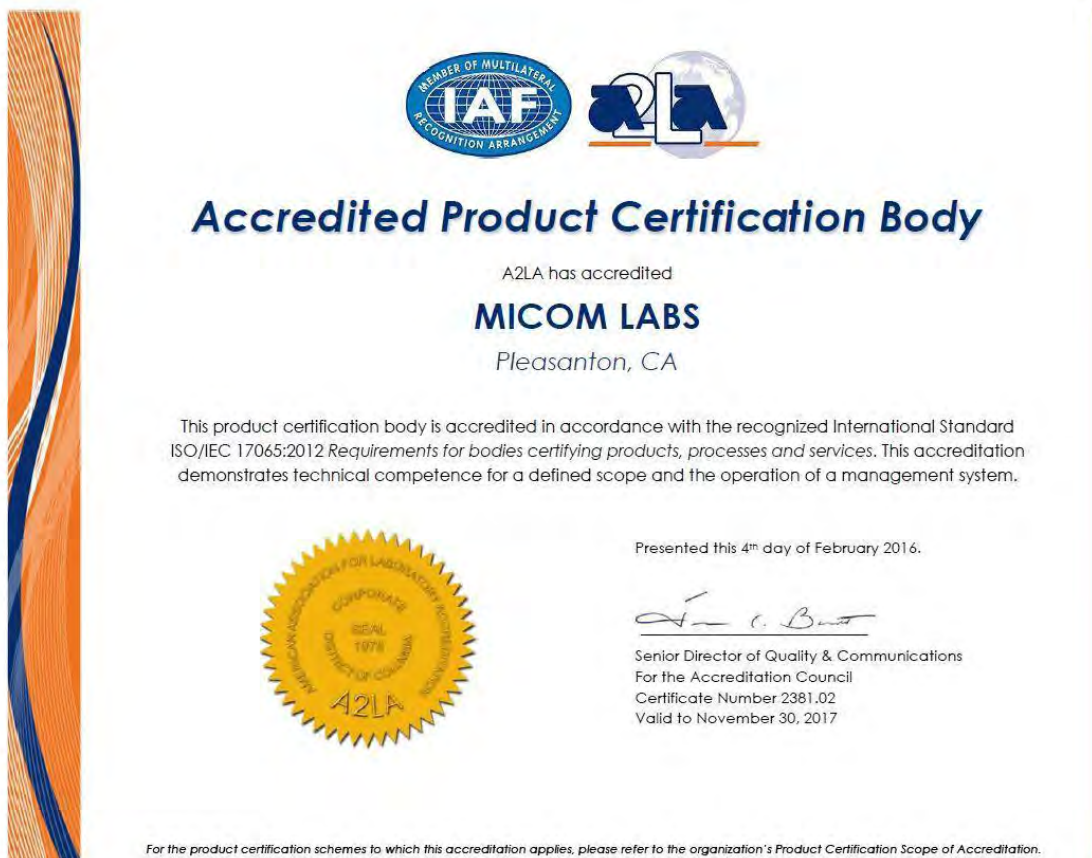 MEMBER OF MULTILATERAL
IAF
RECOGNITION ARRANGEMENT
a2La
Accredited Product Certification Body
A2LA has accredited
MICOM LABS
Pleasanton, CA
This product certification body is accredited in accordance with the recognized International Standard
ISO/IEC 17065:2012 Requirements for bodies certifying products, processes and services. This accreditation
demonstrates technical competence for a defined scope and the operation of a management system.
AMERICAN ASSOCIATION FOR LABORATORY ACCREDITATION
CORPORATE
SEAL
1978
DISTRICT OF COLUMBIA
A2LA
Presented this 4th day of February 2016.
Senior Director of Quality & Communications
For the Accreditation Council
Certificate Number 2381.02
Valid to November 30, 2017
For the product certification schemes to which this accreditation applies, please refer to the organization's Product Certification Scope of Accreditation.